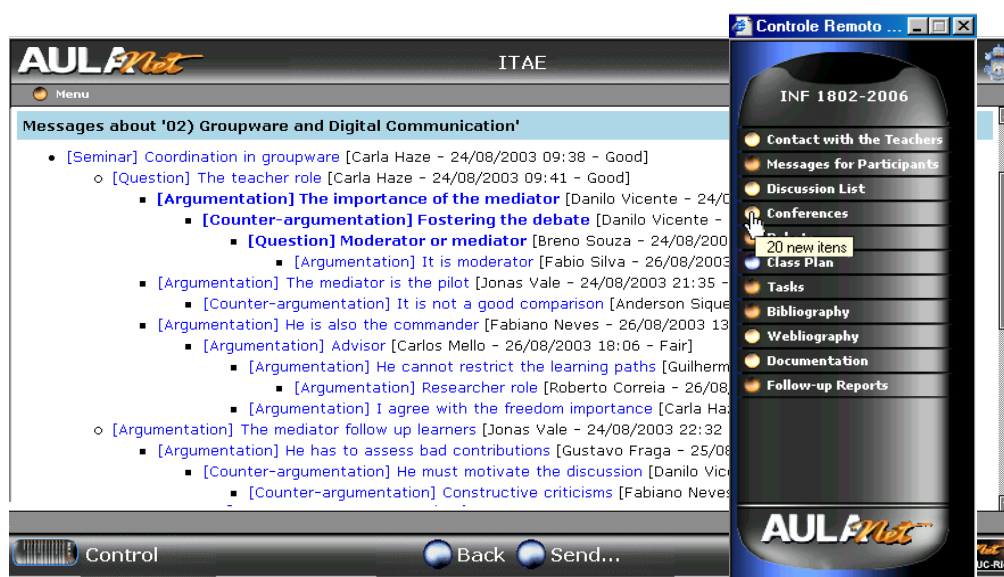 Controle Remoto ...
AULANet
ITAE
Menu
Messages about '02) Groupware and Digital Communication'
[Seminar] Coordination in groupware [Carla Haze - 24/08/2003 09:38 - Good]
[Question] The teacher role [Carla Haze - 24/08/2003 09:41 - Good]
[Argumentation] The importance of the mediator [Danilo Vicente - 24/0
[Counter-argumentation] Fostering the debate [Danilo Vicente -
[Question] Moderator or mediator [Breno Souza - 24/08/200
[Argumentation] It is moderator [Fabio Silva - 26/08/2003
[Argumentation] The mediator is the pilot [Jonas Vale - 24/08/2003 21:35 -
[Counter-argumentation] It is not a good comparison [Anderson Sique
[Argumentation] He is also the commander [Fabiano Neves - 26/08/2003 13
[Argumentation] Advisor [Carlos Mello - 26/08/2003 18:06 - Fair]
[Argumentation] He cannot restrict the learning paths [Guilherm
[Argumentation] Researcher role [Roberto Correia - 26/08
[Argumentation] I agree with the freedom importance [Carla Ha
[Argumentation] The mediator follow up learners [Jonas Vale - 24/08/2003 22:32
[Argumentation] He has to assess bad contributions [Gustavo Fraga - 25/08
[Counter-argumentation] He must motivate the discussion [Danilo Vic
[Counter-argumentation] Constructive criticisms [Fabiano Neves
Control
Back
Send...
INF 1802-2006
Contact with the Teachers
Messages for Participants
Discussion List
Conferences
20 new itens
Class Plan
Tasks
Bibliography
Webliography
Documentation
Follow-up Reports
AULANet
Net
UC-RI